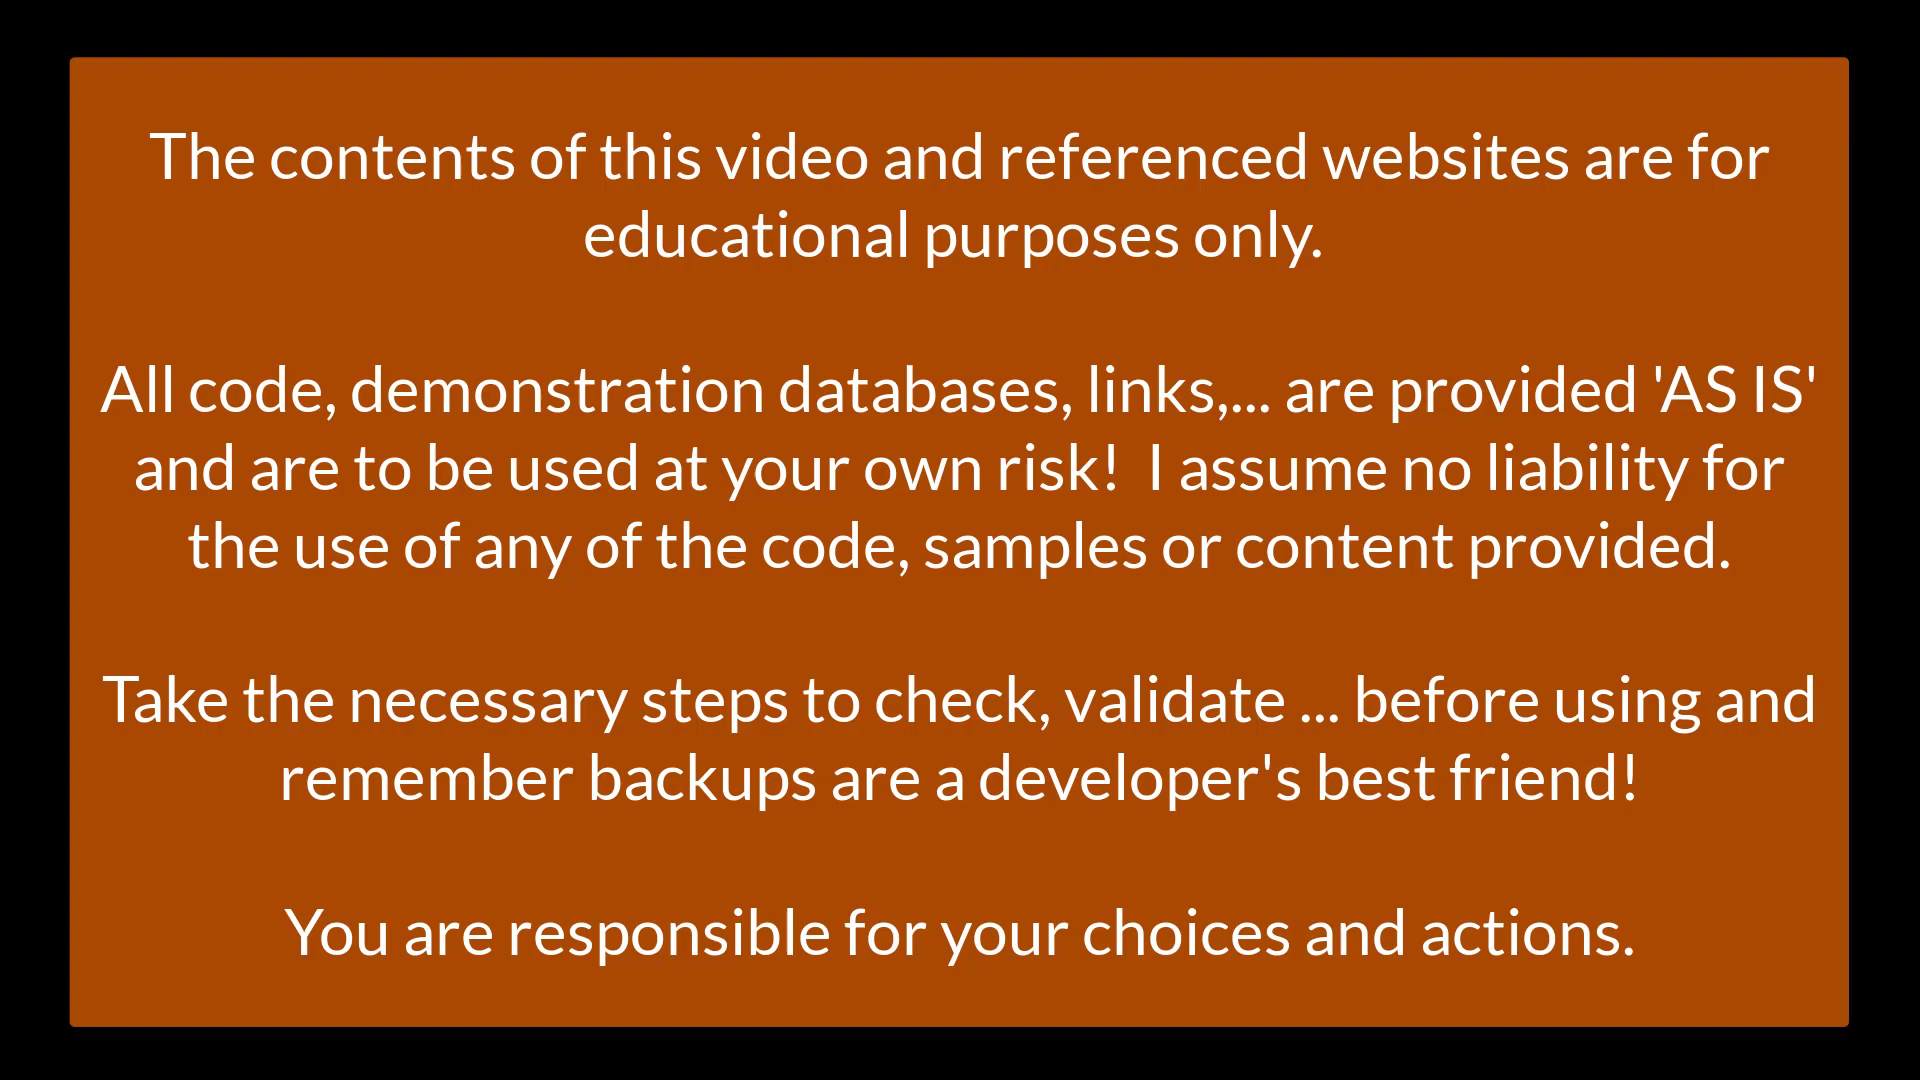 The contents of this video and referenced websites are for
educational purposes only.
All code, demonstration databases, links,... are provided 'AS IS'
and are to be used at your own risk!  I assume no liability for
the use of any of the code, samples or content provided.
Take the necessary steps to check, validate ... before using and
remember backups are a developer's best friend!
You are responsible for your choices and actions.